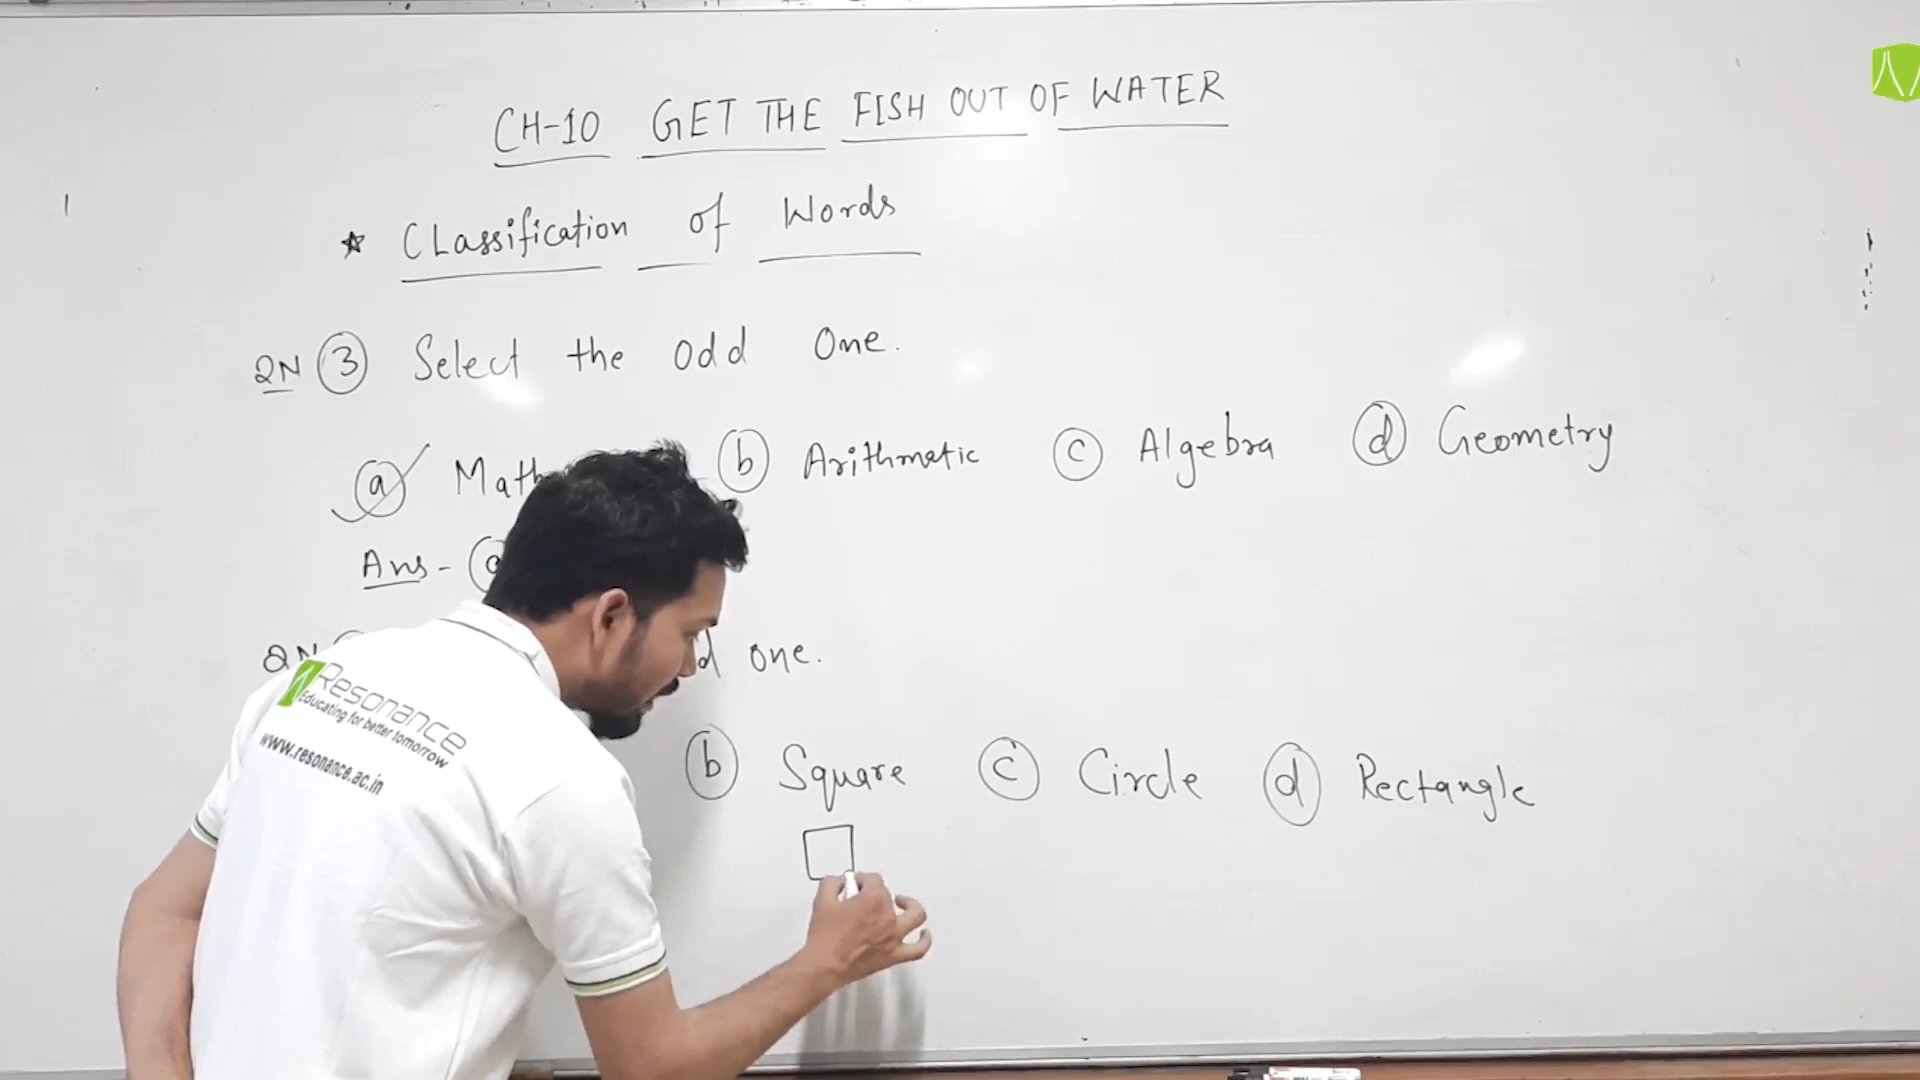 CH-10 GET THE FISH OUT OF WATER
* Classification of Words
QN ③ Select the odd One.
ⓐ Math ⓑ Arithmatic ⓒ Algebra ⓓ Geometry
Ans - ⓐ
QN one.
ⓑ Square ⓒ Circle ⓓ Rectangle
Resonance
Educating for better tomorrow
www.resonance.ac.in